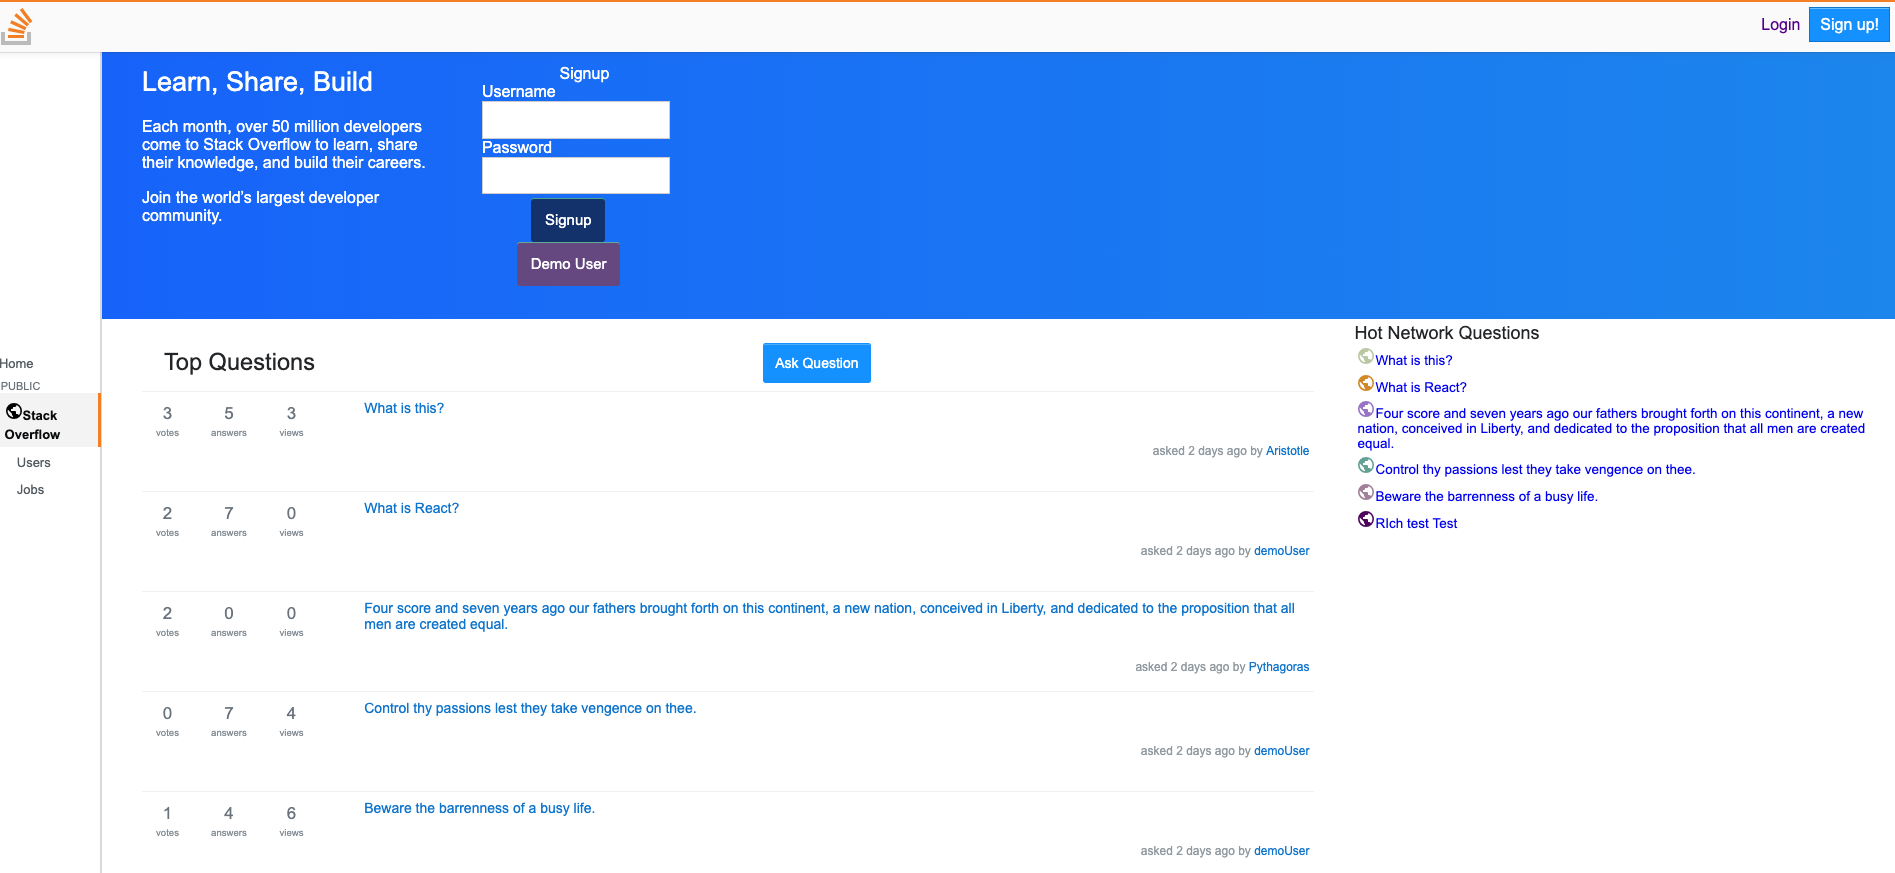 Login
Sign up!
Learn, Share, Build
Each month, over 50 million developers
come to Stack Overflow to learn, share
their knowledge, and build their careers.
Join the world's largest developer
community.
Signup
Username
Password
Signup
Demo User
Home
PUBLIC
Stack
Overflow
Users
Jobs
Top Questions
Ask Question
3 5 3
votes answers views
What is this?
asked 2 days ago by Aristotle
2 7 0
votes answers views
What is React?
asked 2 days ago by demoUser
2 0 0
votes answers views
Four score and seven years ago our fathers brought forth on this continent, a new nation, conceived in Liberty, and dedicated to the proposition that all
men are created equal.
asked 2 days ago by Pythagoras
0 7 4
votes answers views
Control thy passions lest they take vengence on thee.
asked 2 days ago by demoUser
1 4 6
votes answers views
Beware the barrenness of a busy life.
asked 2 days ago by demoUser
Hot Network Questions
What is this?
What is React?
Four score and seven years ago our fathers brought forth on this continent, a new
nation, conceived in Liberty, and dedicated to the proposition that all men are created
equal.
Control thy passions lest they take vengence on thee.
Beware the barrenness of a busy life.
RIch test Test